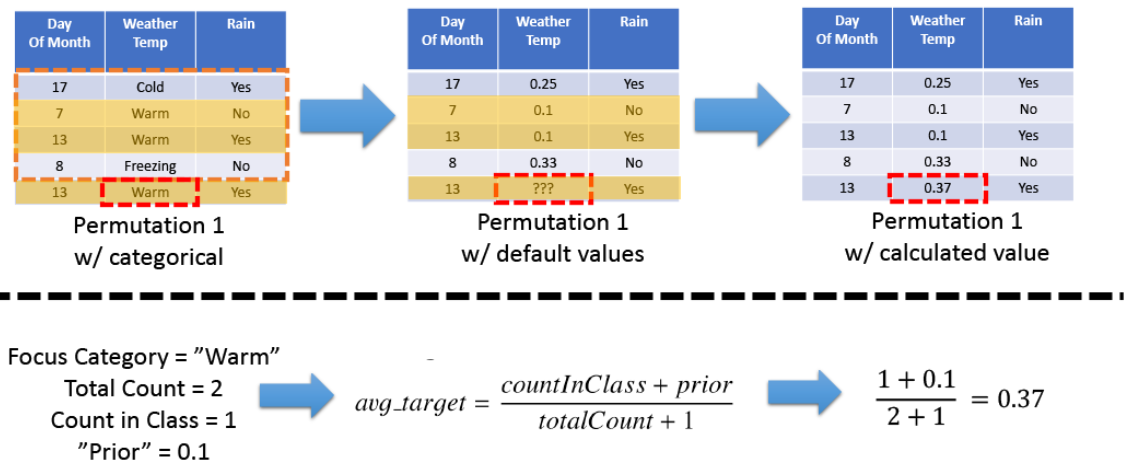 Day Of Month Weather Temp Rain
17 Cold Yes
7 Warm No
13 Warm Yes
8 Freezing No
13 Warm Yes
Permutation 1
w/ categorical
Day Of Month Weather Temp Rain
17 0.25 Yes
7 0.1 No
13 0.1 Yes
8 0.33 No
13 ??? Yes
Permutation 1
w/ default values
Day Of Month Weather Temp Rain
17 0.25 Yes
7 0.1 No
13 0.1 Yes
8 0.33 No
13 0.37 Yes
Permutation 1
w/ calculated value
Focus Category = ”Warm”
Total Count = 2
Count in Class = 1
”Prior” = 0.1
avg_target = countInClass + prior / totalCount + 1
1 + 0.1 / 2 + 1 = 0.37